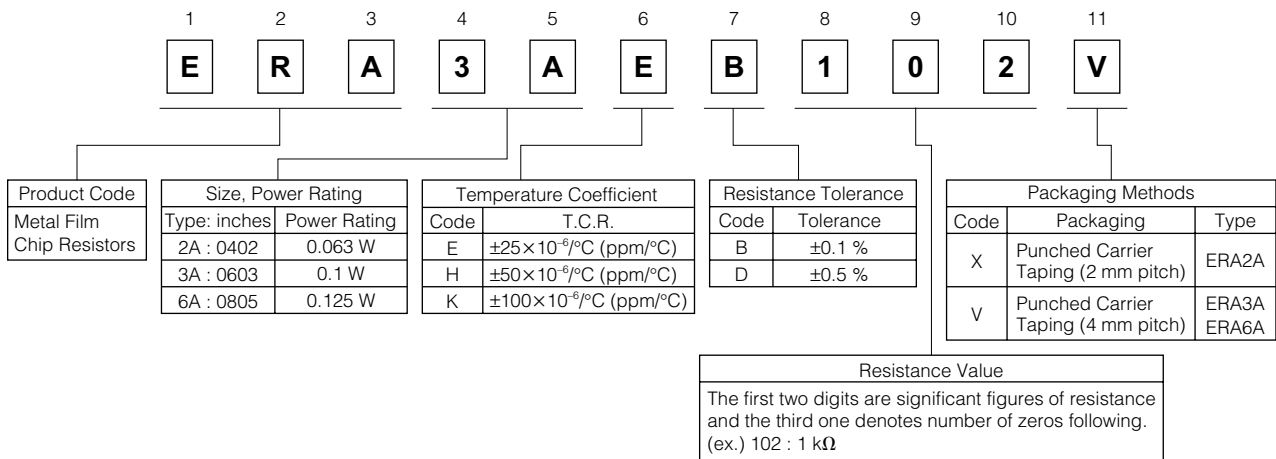 1 2 3 4 5 6 7 8 9 10 11
E R A 3 A E B 1 0 2 V
Product Code
Metal Film
Chip Resistors
Size, Power Rating
Type: inches Power Rating
2A : 0402 0.063 W
3A : 0603 0.1 W
6A : 0805 0.125 W
Temperature Coefficient
Code T.C.R.
E ±25×10⁻⁶/°C (ppm/°C)
H ±50×10⁻⁶/°C (ppm/°C)
K ±100×10⁻⁶/°C (ppm/°C)
Resistance Tolerance
Code Tolerance
B ±0.1 %
D ±0.5 %
Packaging Methods
Code Packaging Type
X Punched Carrier
Taping (2 mm pitch) ERA2A
V Punched Carrier
Taping (4 mm pitch) ERA3A
ERA6A
Resistance Value
The first two digits are significant figures of resistance
and the third one denotes number of zeros following.
(ex.) 102 : 1 kΩ